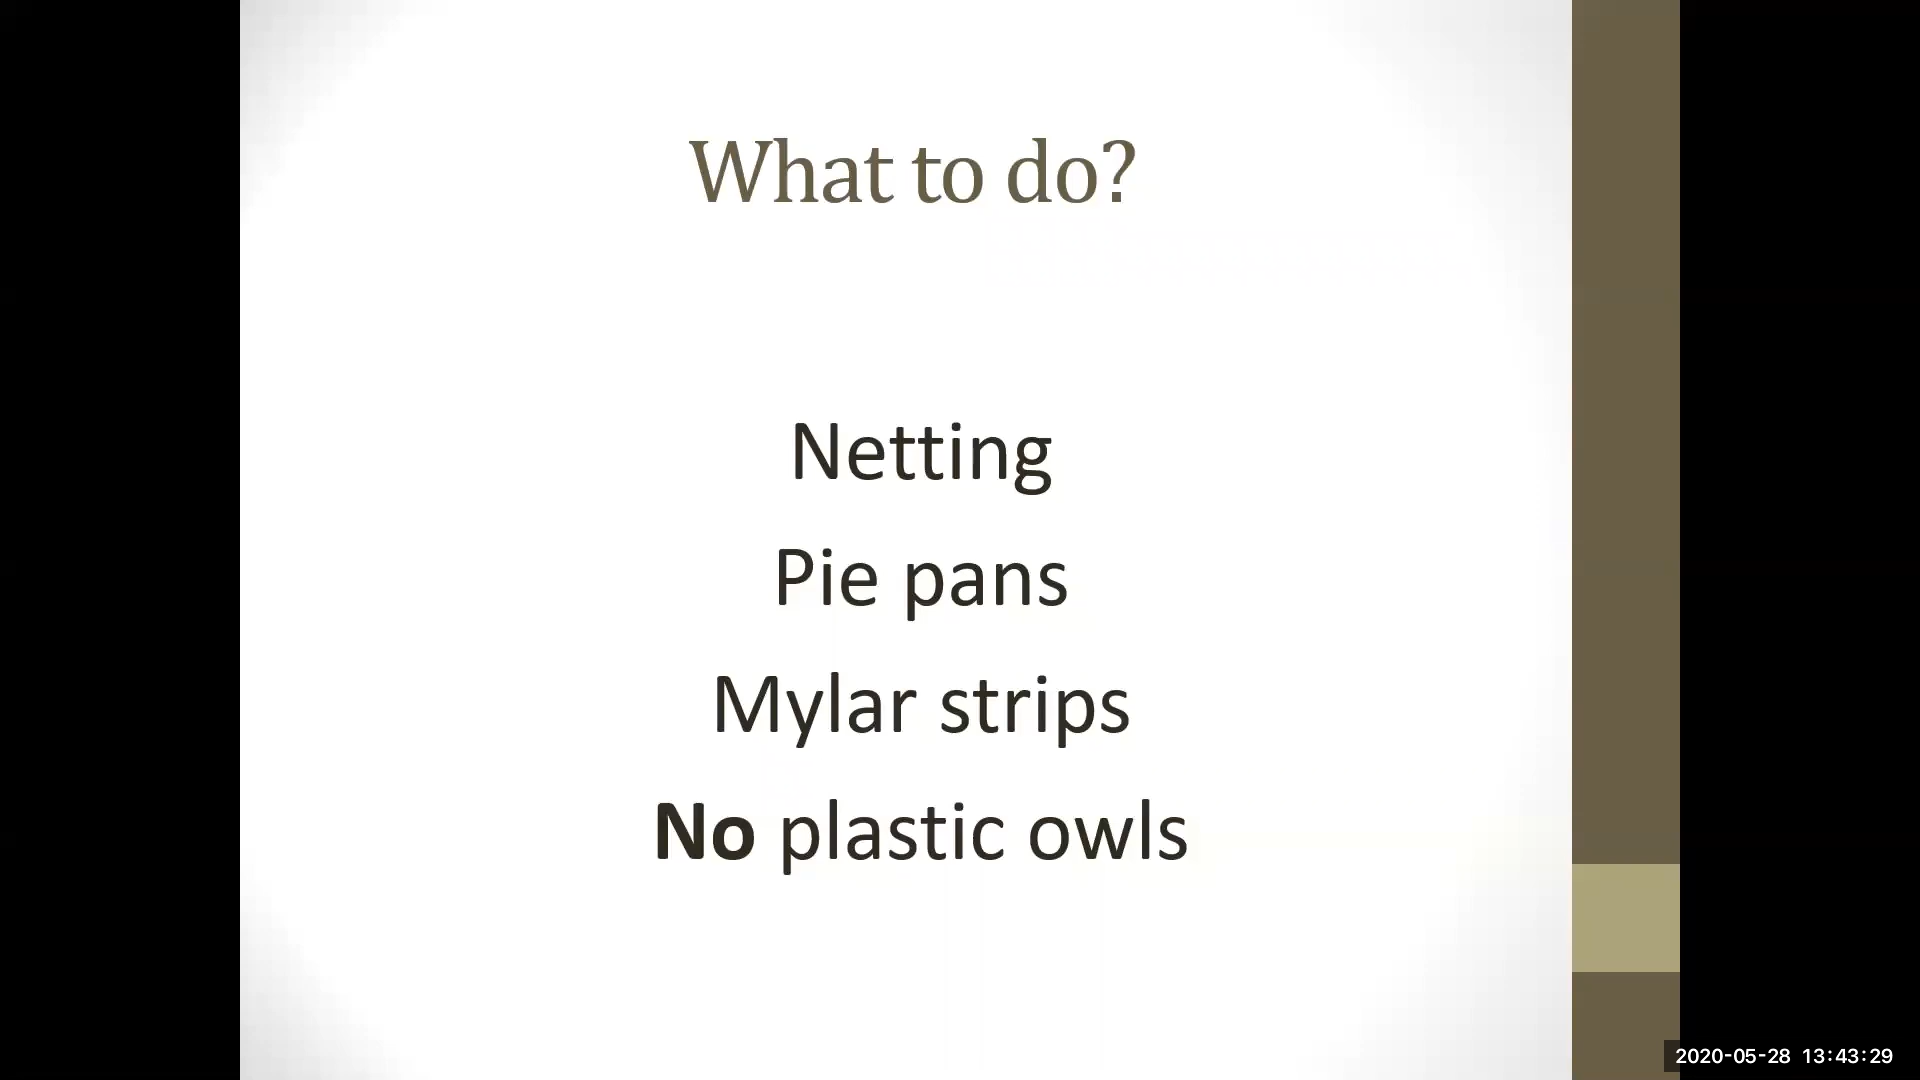 What to do?
Netting
Pie pans
Mylar strips
No plastic owls
2020-05-28 13:43:29